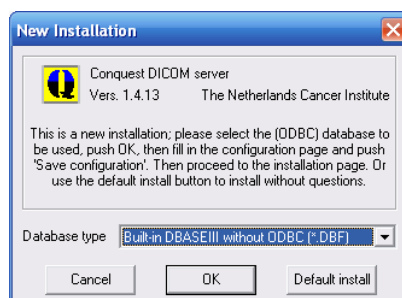 New Installation
Conquest DICOM server
Vers. 1.4.13 The Netherlands Cancer Institute
This is a new installation; please select the (ODBC) database to
be used, push OK, then fill in the configuration page and push
'Save configuration'. Then proceed to the installation page. Or
use the default install button to install without questions.
Database type Built-in DBASEIII without ODBC (*.DBF)
Cancel OK Default install